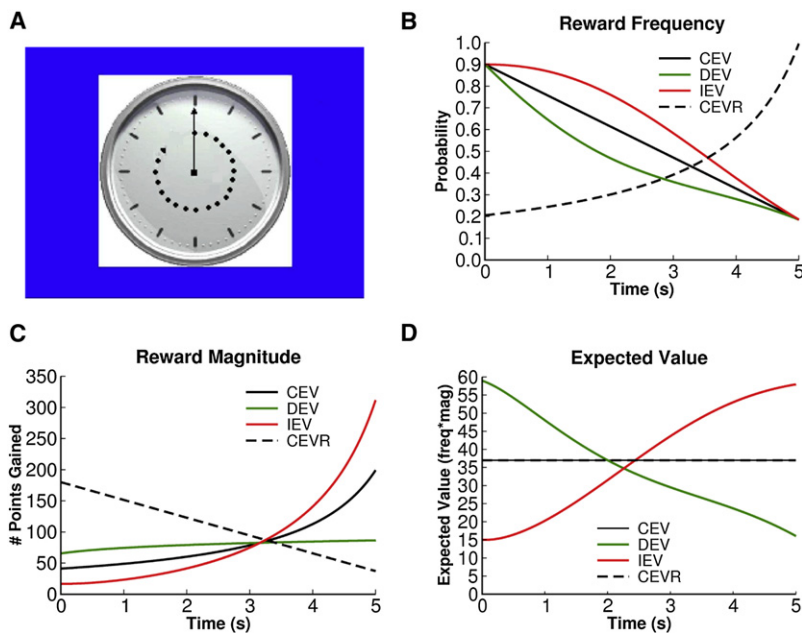 A
B
Reward Frequency
1.0
0.9
0.8
0.7
0.6
0.5
0.4
0.3
0.2
0.1
0.0
Probability
CEV
DEV
IEV
CEVR
0 1 2 3 4 5
Time (s)
C
Reward Magnitude
350
300
250
200
150
100
50
0
# Points Gained
CEV
DEV
IEV
CEVR
0 1 2 3 4 5
Time (s)
D
Expected Value
60
55
50
45
40
35
30
25
20
15
10
5
0
Expected Value (freq*mag)
CEV
DEV
IEV
CEVR
0 1 2 3 4 5
Time (s)